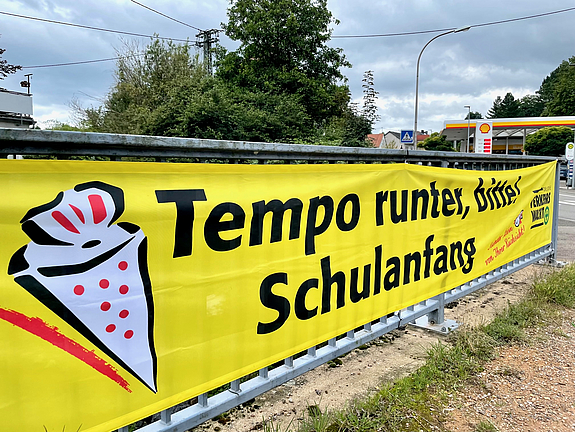 Tempo runter, bitte!
Schulanfang